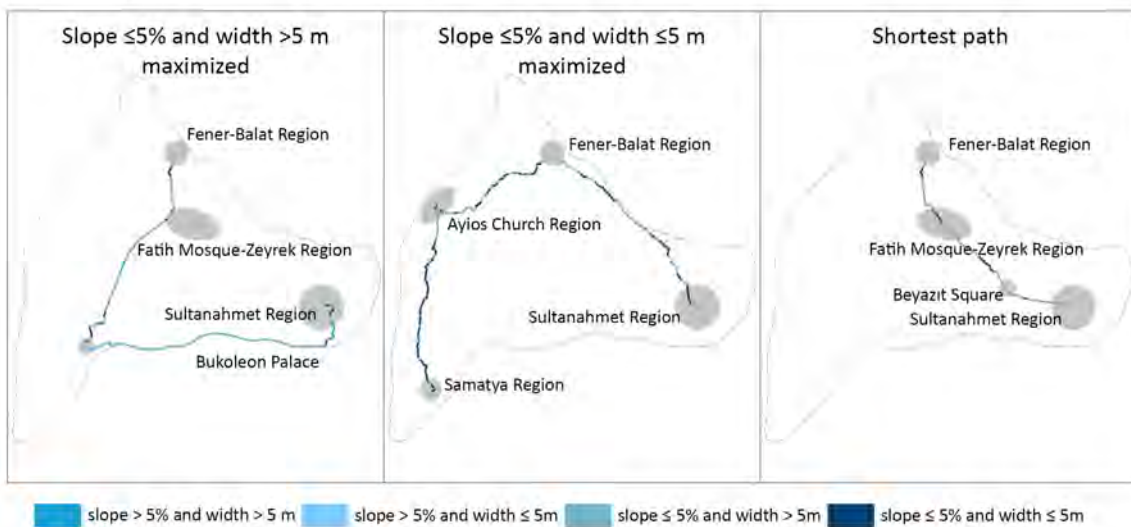 Slope ≤5% and width >5 m
maximized
Fener-Balat Region
Fatih Mosque-Zeyrek Region
Sultanahmet Region
Bukoleon Palace
Slope ≤5% and width ≤5 m
maximized
Fener-Balat Region
Ayios Church Region
Sultanahmet Region
Samatya Region
Shortest path
Fener-Balat Region
Fatih Mosque-Zeyrek Region
Beyazıt Square
Sultanahmet Region
slope > 5% and width > 5 m
slope > 5% and width ≤ 5m
slope ≤ 5% and width > 5m
slope ≤ 5% and width ≤ 5m